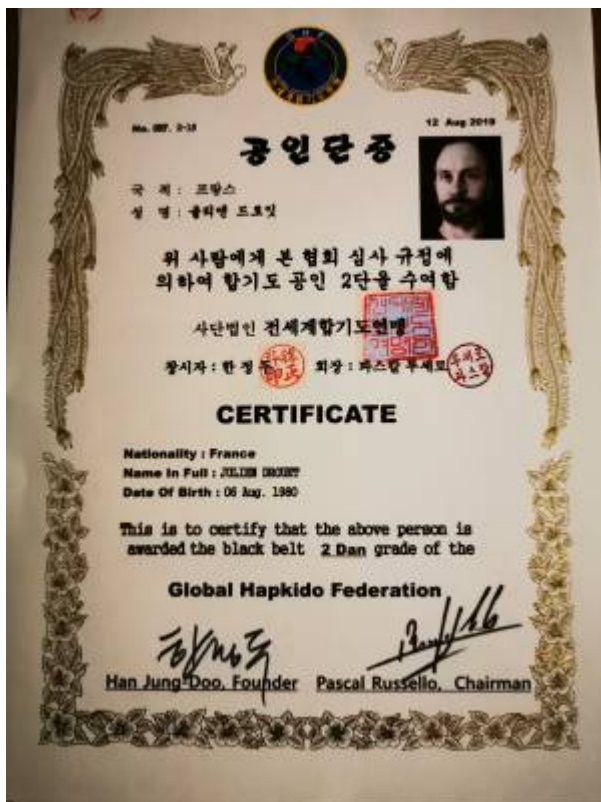 12 Aug 2019
공인단증
국 적 : 프랑스
성 명 : 줄리앙 드로잇
위 사람에게 본 협회 심사 규정에
의하여 합기도 공인 2단을 수여함
사단법인 전세계합기도연맹
창시자 : 한정두 회장 : 파스칼 루세로
CERTIFICATE
Nationality : France
Name In Full : JULIEN DROUET
Date Of Birth : 06 Aug. 1980
This is to certify that the above person is
awarded the black belt 2 Dan grade of the
Global Hapkido Federation
Han Jung-Doo, Founder Pascal Russello, Chairman